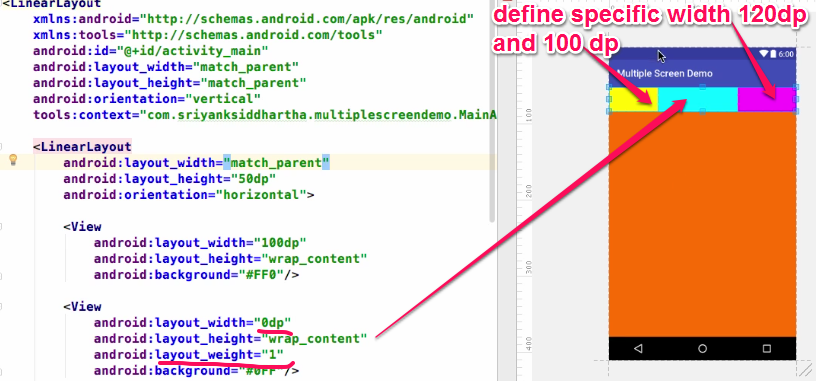 <LinearLayout
xmlns:android="http://schemas.android.com/apk/res/android"
xmlns:tools="http://schemas.android.com/tools"
android:id="@+id/activity_main"
android:layout_width="match_parent"
android:layout_height="match_parent"
android:orientation="vertical"
tools:context="com.sriyanksiddhartha.multiplescreendemo.MainA
<LinearLayout
android:layout_width="match_parent"
android:layout_height="50dp"
android:orientation="horizontal">
<View
android:layout_width="100dp"
android:layout_height="wrap_content"
android:background="#FF0"/>
<View
android:layout_width="0dp"
android:layout_height="wrap_content"
android:layout_weight="1"
android:background="#0FF"/>
define specific width 120dp
and 100 dp
6:00
Multiple Screen Demo
100
200
300
400